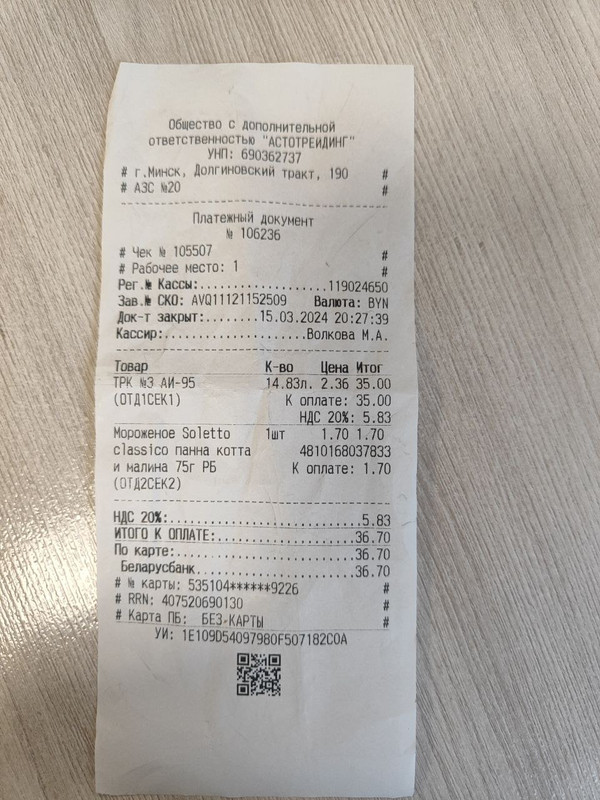 Общество с дополнительной
ответственностью "АСТОТРЕЙДИНГ"
УНП: 690362737
# г.Минск, Долгиновский тракт, 190 #
# АЗС №20 #
Платежный документ
№ 106236
# Чек № 105507 #
# Рабочее место: 1 #
Рег.№ Кассы:..................119024650
Зав.№ СКО: AVQ11121152509 Валюта: BYN
Док-т закрыт:........15.03.2024 20:27:39
Кассир:......................Волкова М.А.
Товар К-во Цена Итог
ТРК №3 АИ-95 14.83л. 2.36 35.00
(ОТД1СЕК1) К оплате: 35.00
НДС 20%: 5.83
Мороженое Soletto 1шт 1.70 1.70
classico панна котта 4810168037833
и малина 75г РБ К оплате: 1.70
(ОТД2СЕК2)
НДС 20%:.............................5.83
ИТОГО К ОПЛАТЕ:.....................36.70
По карте:...........................36.70
Беларусбанк.........................36.70
# № карты: 535104******9226 #
# RRN: 407520690130 #
# Карта ПБ: БЕЗ-КАРТЫ #
УИ: 1E109D54097980F507182C0A